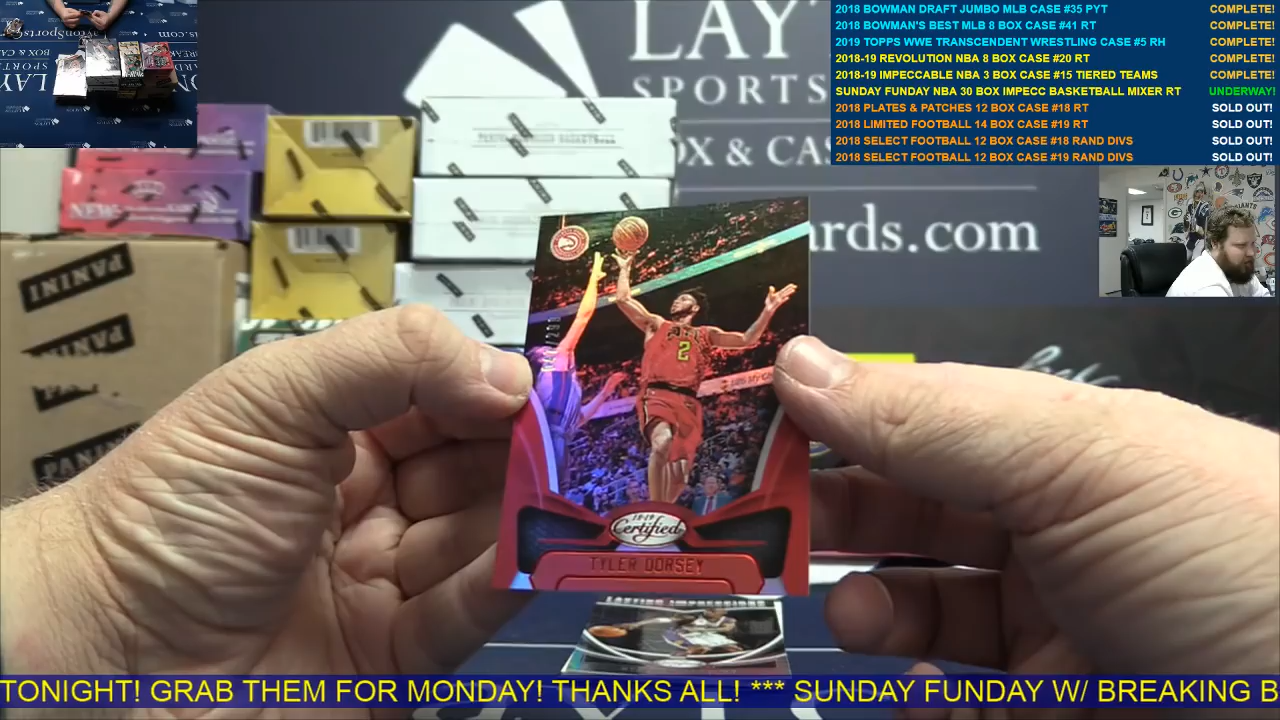 2018 BOWMAN DRAFT JUMBO MLB CASE #35 PYT COMPLETE!
2018 BOWMAN'S BEST MLB 8 BOX CASE #41 RT COMPLETE!
2019 TOPPS WWE TRANSCENDENT WRESTLING CASE #5 RH COMPLETE!
2018-19 REVOLUTION NBA 8 BOX CASE #20 RT COMPLETE!
2018-19 IMPECCABLE NBA 3 BOX CASE #15 TIERED TEAMS COMPLETE!
SUNDAY FUNDAY NBA 30 BOX IMPECC BASKETBALL MIXER RT UNDERWAY!
2018 PLATES & PATCHES 12 BOX CASE #18 RT SOLD OUT!
2018 LIMITED FOOTBALL 14 BOX CASE #19 RT SOLD OUT!
2018 SELECT FOOTBALL 12 BOX CASE #18 RAND DIVS SOLD OUT!
2018 SELECT FOOTBALL 12 BOX CASE #19 RAND DIVS SOLD OUT!
LAYT
SPORTS
OX & CAS
rds.com
PANINI
PANINI
PANINI
2
18-19
Certified
TYLER DORSEY
TONIGHT! GRAB THEM FOR MONDAY! THANKS ALL! *** SUNDAY FUNDAY W/ BREAKING B